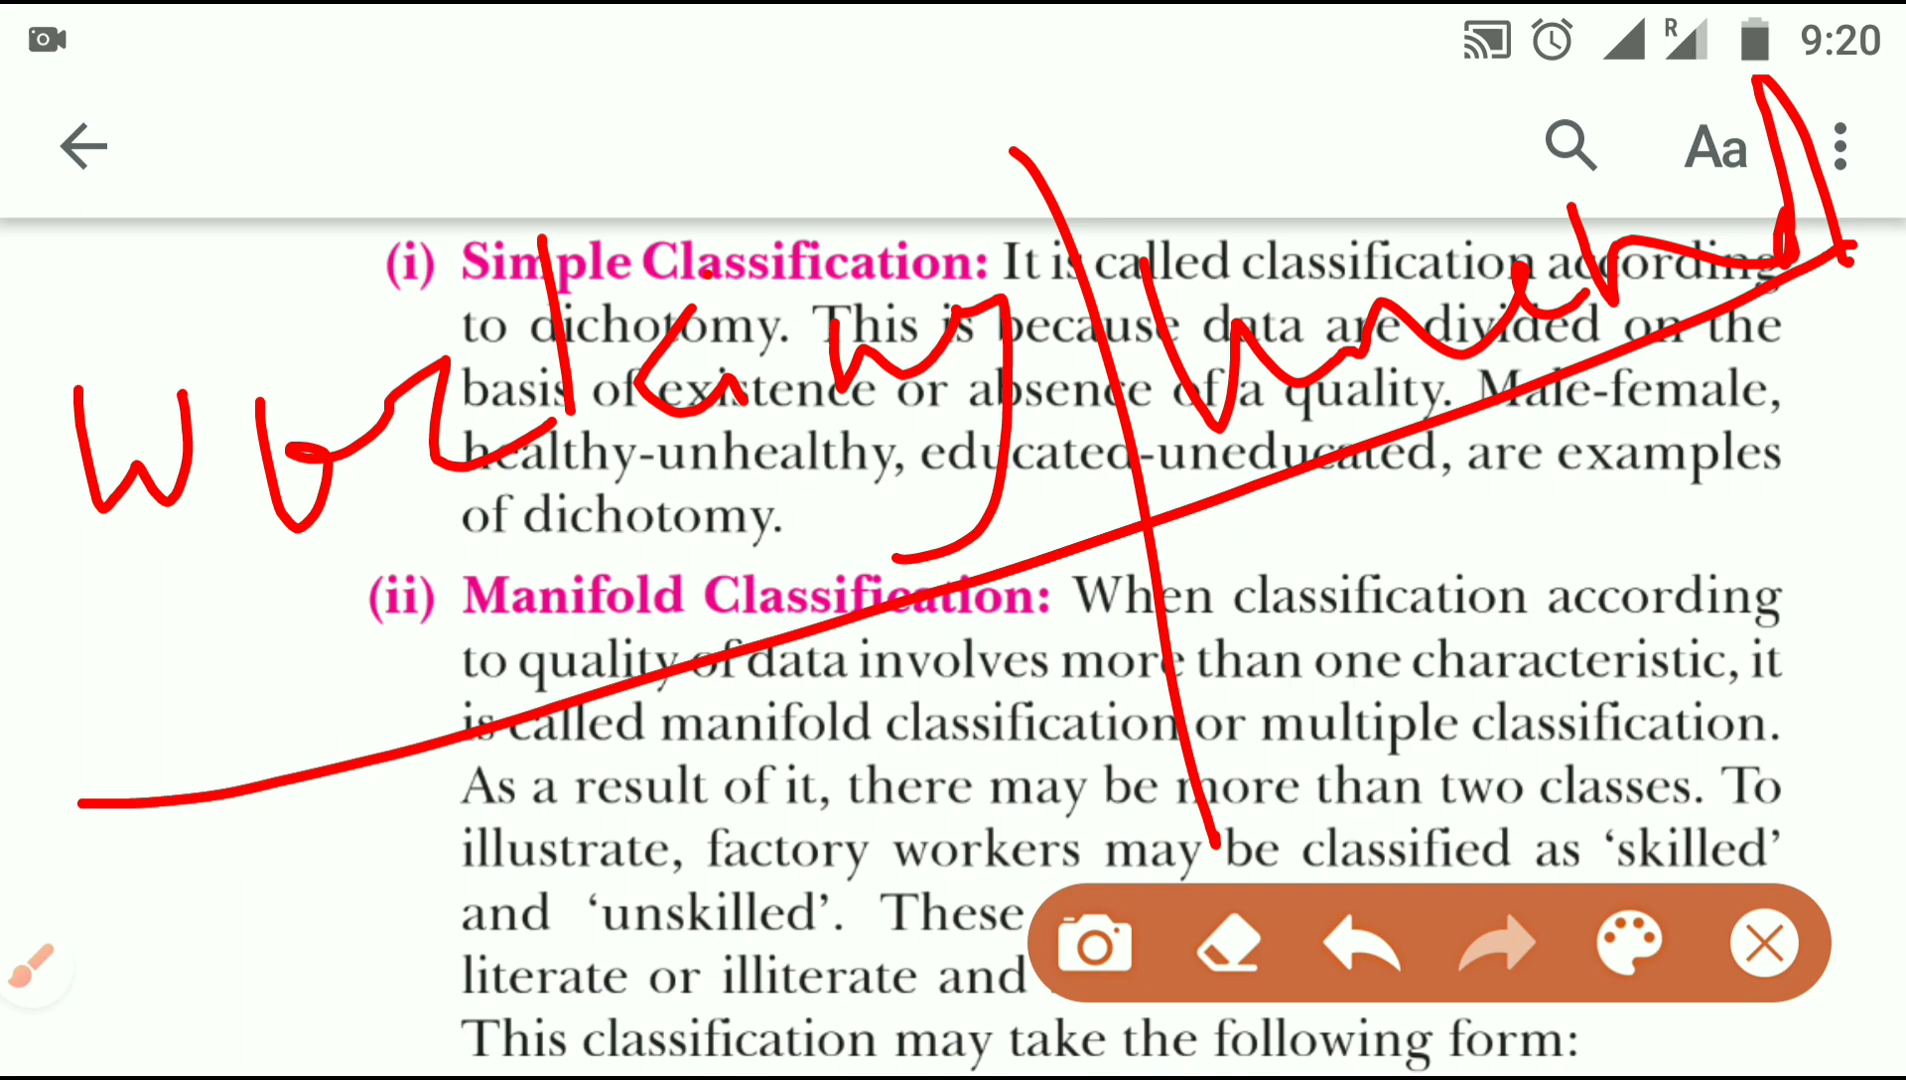 9:20
Aa
(i) Simple Classification: It is called classification according
to dichotomy. This is because data are divided on the
basis of existence or absence of a quality. Male-female,
healthy-unhealthy, educated-uneducated, are examples
of dichotomy.
(ii) Manifold Classification: When classification according
to quality of data involves more than one characteristic, it
is called manifold classification or multiple classification.
As a result of it, there may be more than two classes. To
illustrate, factory workers may be classified as ‘skilled’
and ‘unskilled’. These
literate or illiterate and
This classification may take the following form:
working